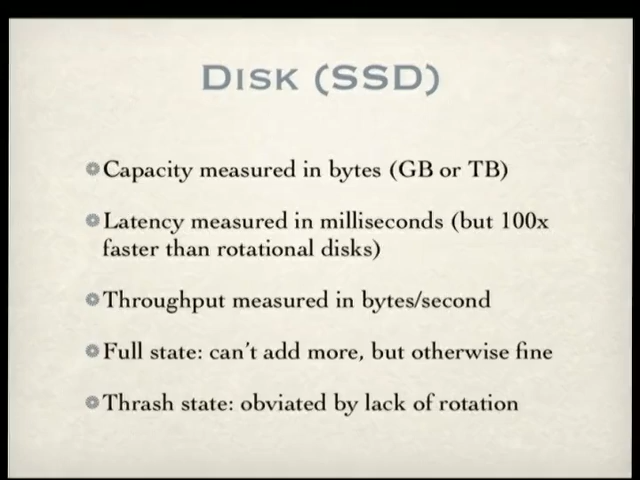 Disk (SSD)
Capacity measured in bytes (GB or TB)
Latency measured in milliseconds (but 100x
faster than rotational disks)
Throughput measured in bytes/second
Full state: can't add more, but otherwise fine
Thrash state: obviated by lack of rotation